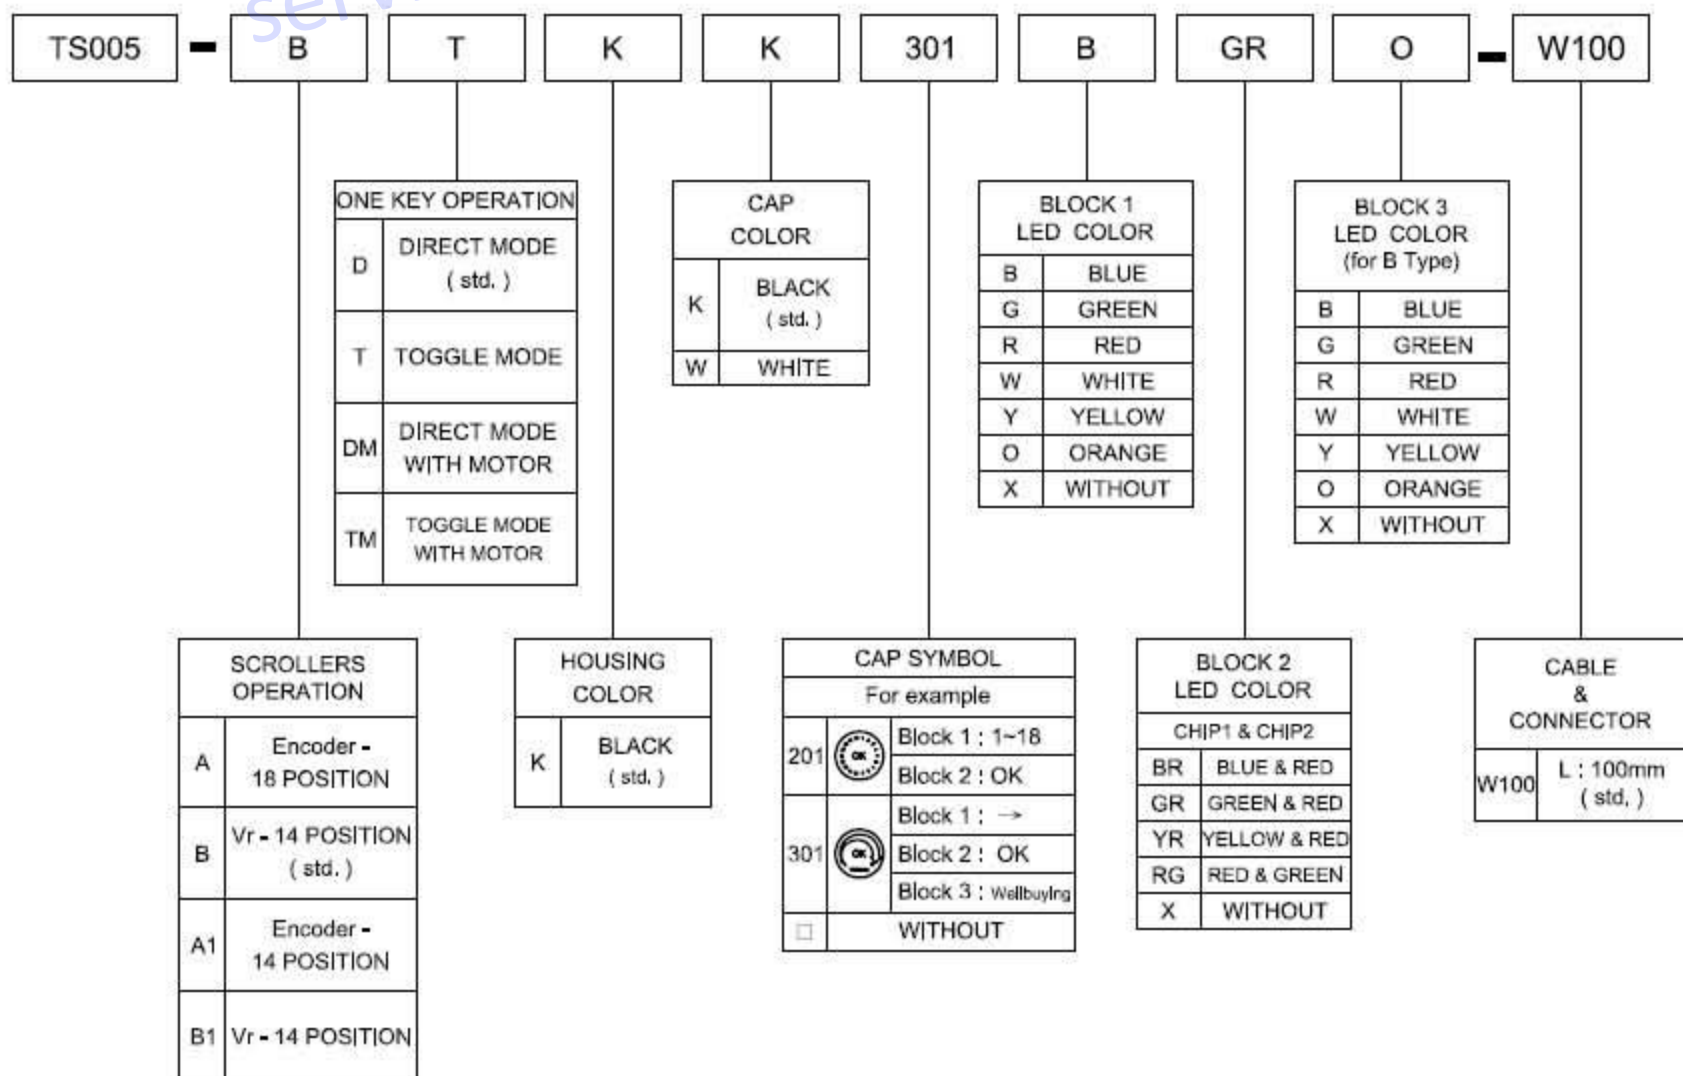 TS005 - B T K K 301 B GR O - W100
ONE KEY OPERATION
D DIRECT MODE
( std. )
T TOGGLE MODE
DM DIRECT MODE
WITH MOTOR
TM TOGGLE MODE
WITH MOTOR
CAP
COLOR
K BLACK
( std. )
W WHITE
BLOCK 1
LED COLOR
B BLUE
G GREEN
R RED
W WHITE
Y YELLOW
O ORANGE
X WITHOUT
BLOCK 3
LED COLOR
(for B Type)
B BLUE
G GREEN
R RED
W WHITE
Y YELLOW
O ORANGE
X WITHOUT
SCROLLERS
OPERATION
A Encoder -
18 POSITION
B Vr - 14 POSITION
( std. )
A1 Encoder -
14 POSITION
B1 Vr - 14 POSITION
HOUSING
COLOR
K BLACK
( std. )
CAP SYMBOL
For example
201 OK Block 1 : 1~18
Block 2 : OK
301 OK Block 1 : →
Block 2 : OK
Block 3 : Wellbuying
□ WITHOUT
BLOCK 2
LED COLOR
CHIP1 & CHIP2
BR BLUE & RED
GR GREEN & RED
YR YELLOW & RED
RG RED & GREEN
X WITHOUT
CABLE
&
CONNECTOR
W100 L : 100mm
( std. )